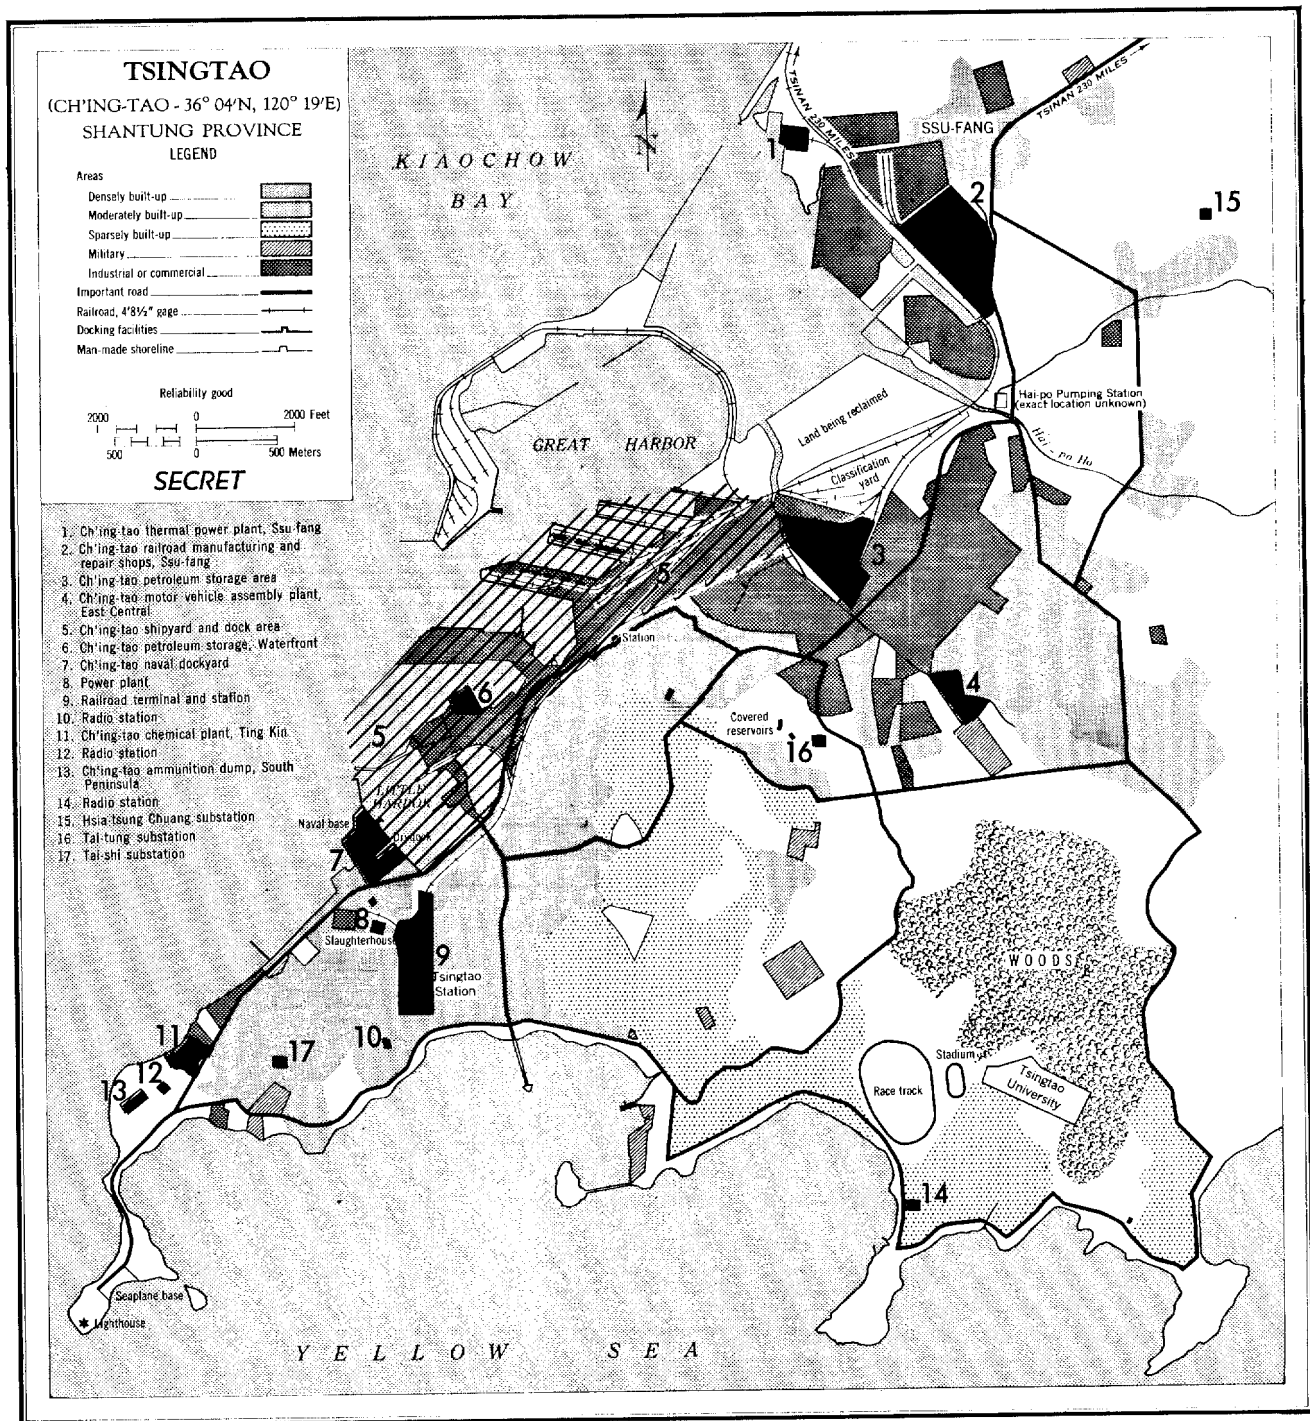 TSINGTAO
(CH'ING-TAO - 36° 04'N, 120° 19'E)
SHANTUNG PROVINCE
LEGEND
Areas
Densely built-up
Moderately built-up
Sparsely built-up
Military
Industrial or commercial
Important road
Railroad, 4'8½" gage
Docking facilities
Man-made shoreline
Reliability good
2000 0 2000 Feet
500 0 500 Meters
SECRET
1. Ch'ing-tao thermal power plant, Ssu-fang
2. Ch'ing-tao railroad manufacturing and
repair shops, Ssu-fang
3. Ch'ing-tao petroleum storage area
4. Ch'ing-tao motor vehicle assembly plant,
East Central
5. Ch'ing-tao shipyard and dock area
6. Ch'ing-tao petroleum storage, Waterfront
7. Ch'ing-tao naval dockyard
8. Power plant
9. Railroad terminal and station
10. Radio station
11. Ch'ing-tao chemical plant, Ting Kin
12. Radio station
13. Ch'ing-tao ammunition dump, South
Peninsula
14. Radio station
15. Hsia-tsung Chuang substation
16. Tai-tung substation
17. Tai-shi substation
KIAOCHOW
BAY
N
TSINAN 230 MILES
TSINAN 230 MILES
SSU-FANG
1
2
15
Hai-po Pumping Station
(exact location unknown)
Hai-po Ho
Land being reclaimed
Classification
yard
GREAT HARBOR
3
5
Station
4
6
Covered
reservoirs
16
5
LITTLE
HARBOR
Naval base
Drydock
7
8
Slaughterhouse
9
Tsingtao
Station
WOODS
10
11
17
12
13
Stadium
Race track
Tsingtao
University
14
Seaplane base
Lighthouse
YELLOW SEA